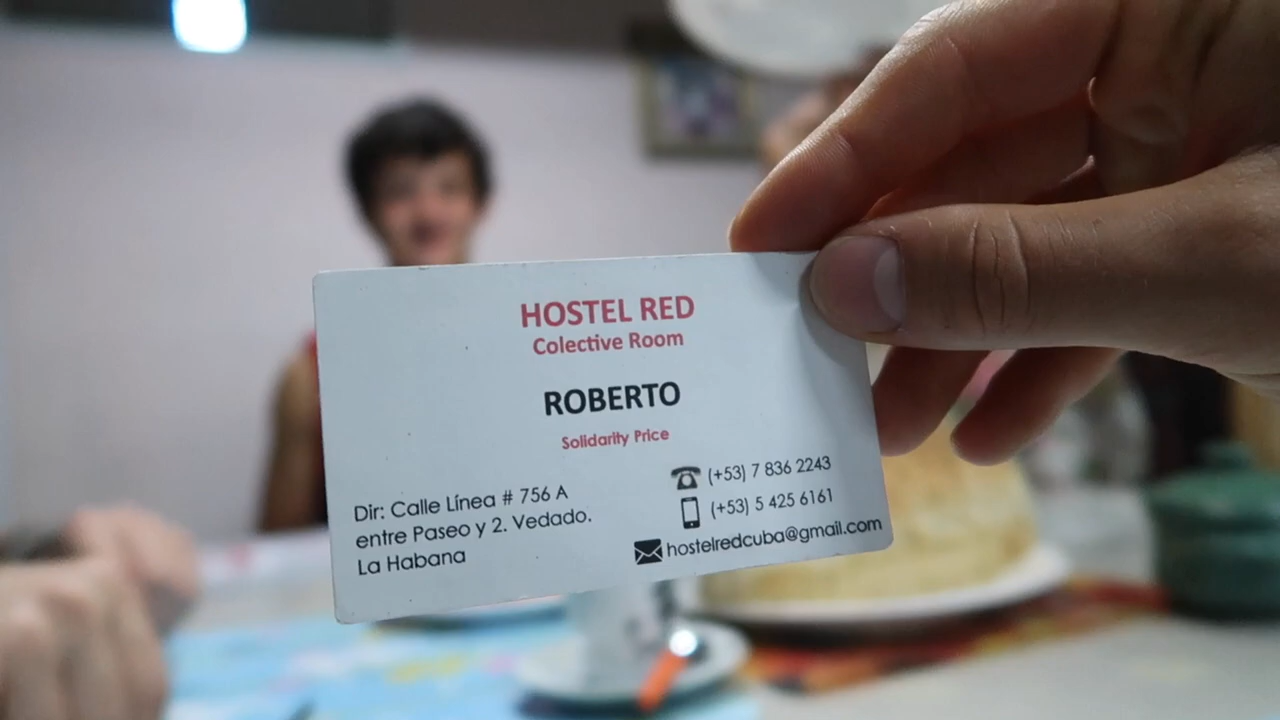 HOSTEL RED
Colective Room
ROBERTO
Solidarity Price
Dir: Calle Línea # 756 A
entre Paseo y 2. Vedado.
La Habana
(+53) 7 836 2243
(+53) 5 425 6161
hostelredcuba@gmail.com